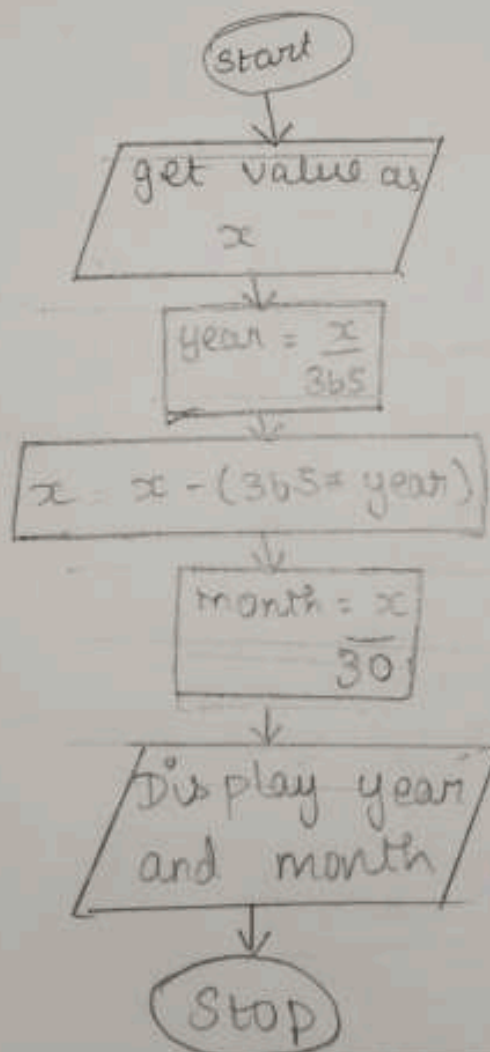 start
get value as
x
year = x
365
x = x - (365* year)
month = x
30
Display year
and month
Stop